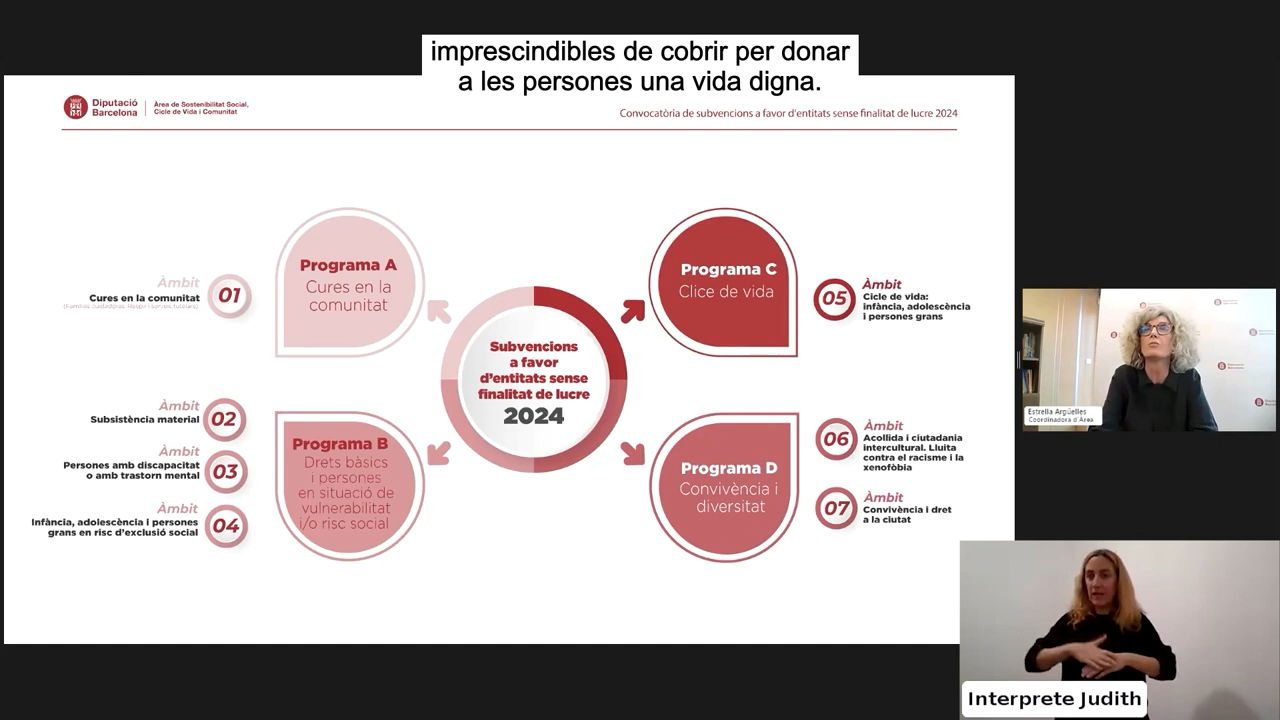 imprescindibles de cobrir per donar
a les persones una vida digna.
Diputació
Barcelona
Àrea de Sostenibilitat Social,
Cicle de Vida i Comunitat
Convocatòria de subvencions a favor d'entitats sense finalitat de lucre 2024
Àmbit
Cures en la comunitat
01
Programa A
Cures en la
comunitat
Àmbit
Subsistència material
02
Àmbit
Persones amb discapacitat
o amb trastorn mental
03
Àmbit
Infància, adolescència i persones
grans en risc d'exclusió social
04
Programa B
Drets bàsics
i persones
en situació de
vulnerabilitat
i/o risc social
Subvencions
a favor
d'entitats sense
finalitat de lucre
2024
Programa C
Clice de vida
05
Àmbit
Cicle de vida:
infància, adolescència
i persones grans
Programa D
Convivència i
diversitat
06
Àmbit
Acollida i ciutadania
intercultural. Lluita
contra el racisme i la
xenofòbia
07
Àmbit
Convivència i dret
a la ciutat
Estrella Argüelles
Coordinadora d'Àrea
Interprete Judith